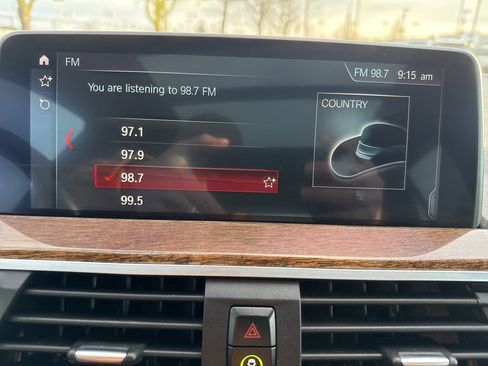 FM
FM 98.7
9:15 am
You are listening to 98.7 FM
COUNTRY
97.1
97.9
98.7
99.5